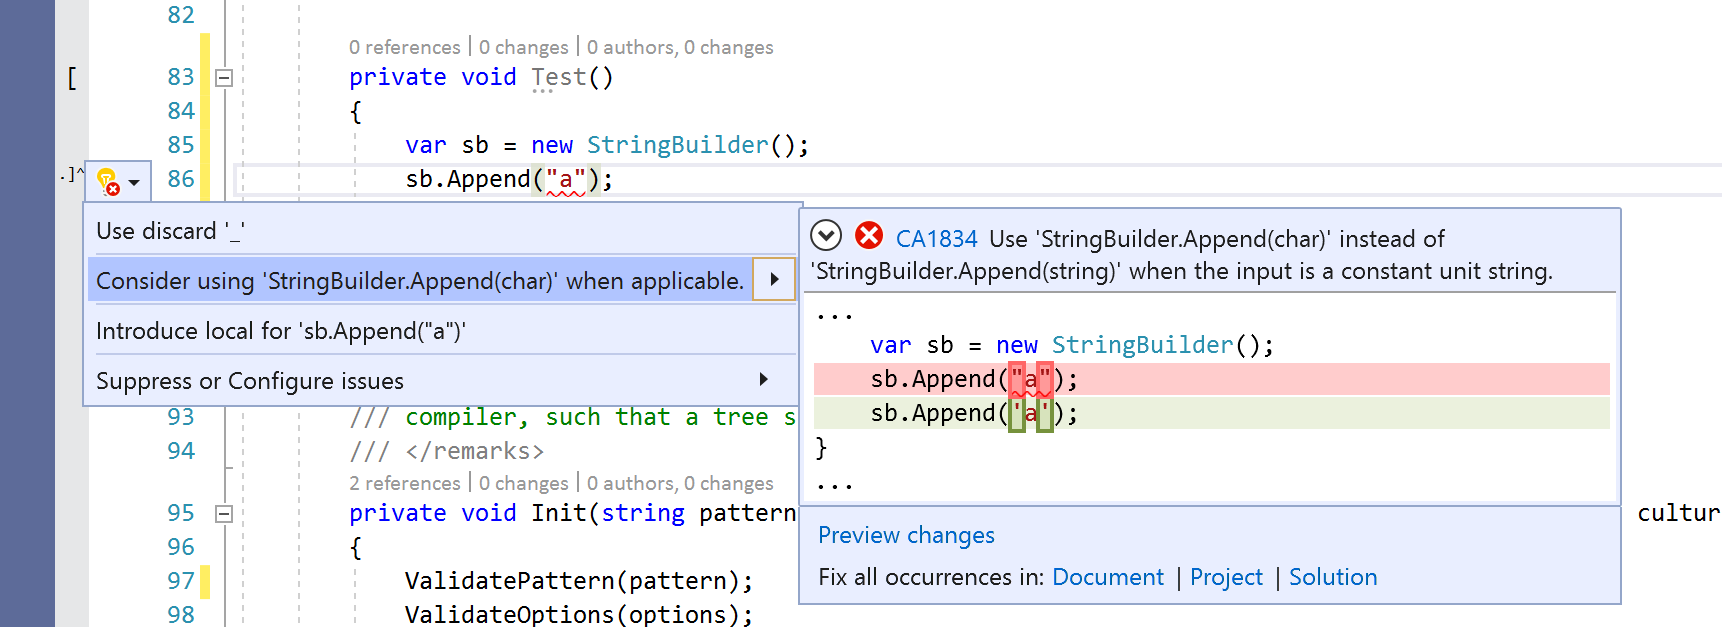 82
0 references | 0 changes | 0 authors, 0 changes
[ 83 private void Test()
84 {
85 var sb = new StringBuilder();
.]^ 86 sb.Append("a");
Use discard '_'
Consider using 'StringBuilder.Append(char)' when applicable.
Introduce local for 'sb.Append("a")'
Suppress or Configure issues
CA1834 Use 'StringBuilder.Append(char)' instead of
'StringBuilder.Append(string)' when the input is a constant unit string.
...
var sb = new StringBuilder();
sb.Append("a");
sb.Append('a');
}
...
Preview changes
Fix all occurrences in: Document | Project | Solution
93 /// compiler, such that a tree s
94 /// </remarks>
2 references | 0 changes | 0 authors, 0 changes
95 private void Init(string pattern cultur
96 {
97 ValidatePattern(pattern);
98 ValidateOptions(options);